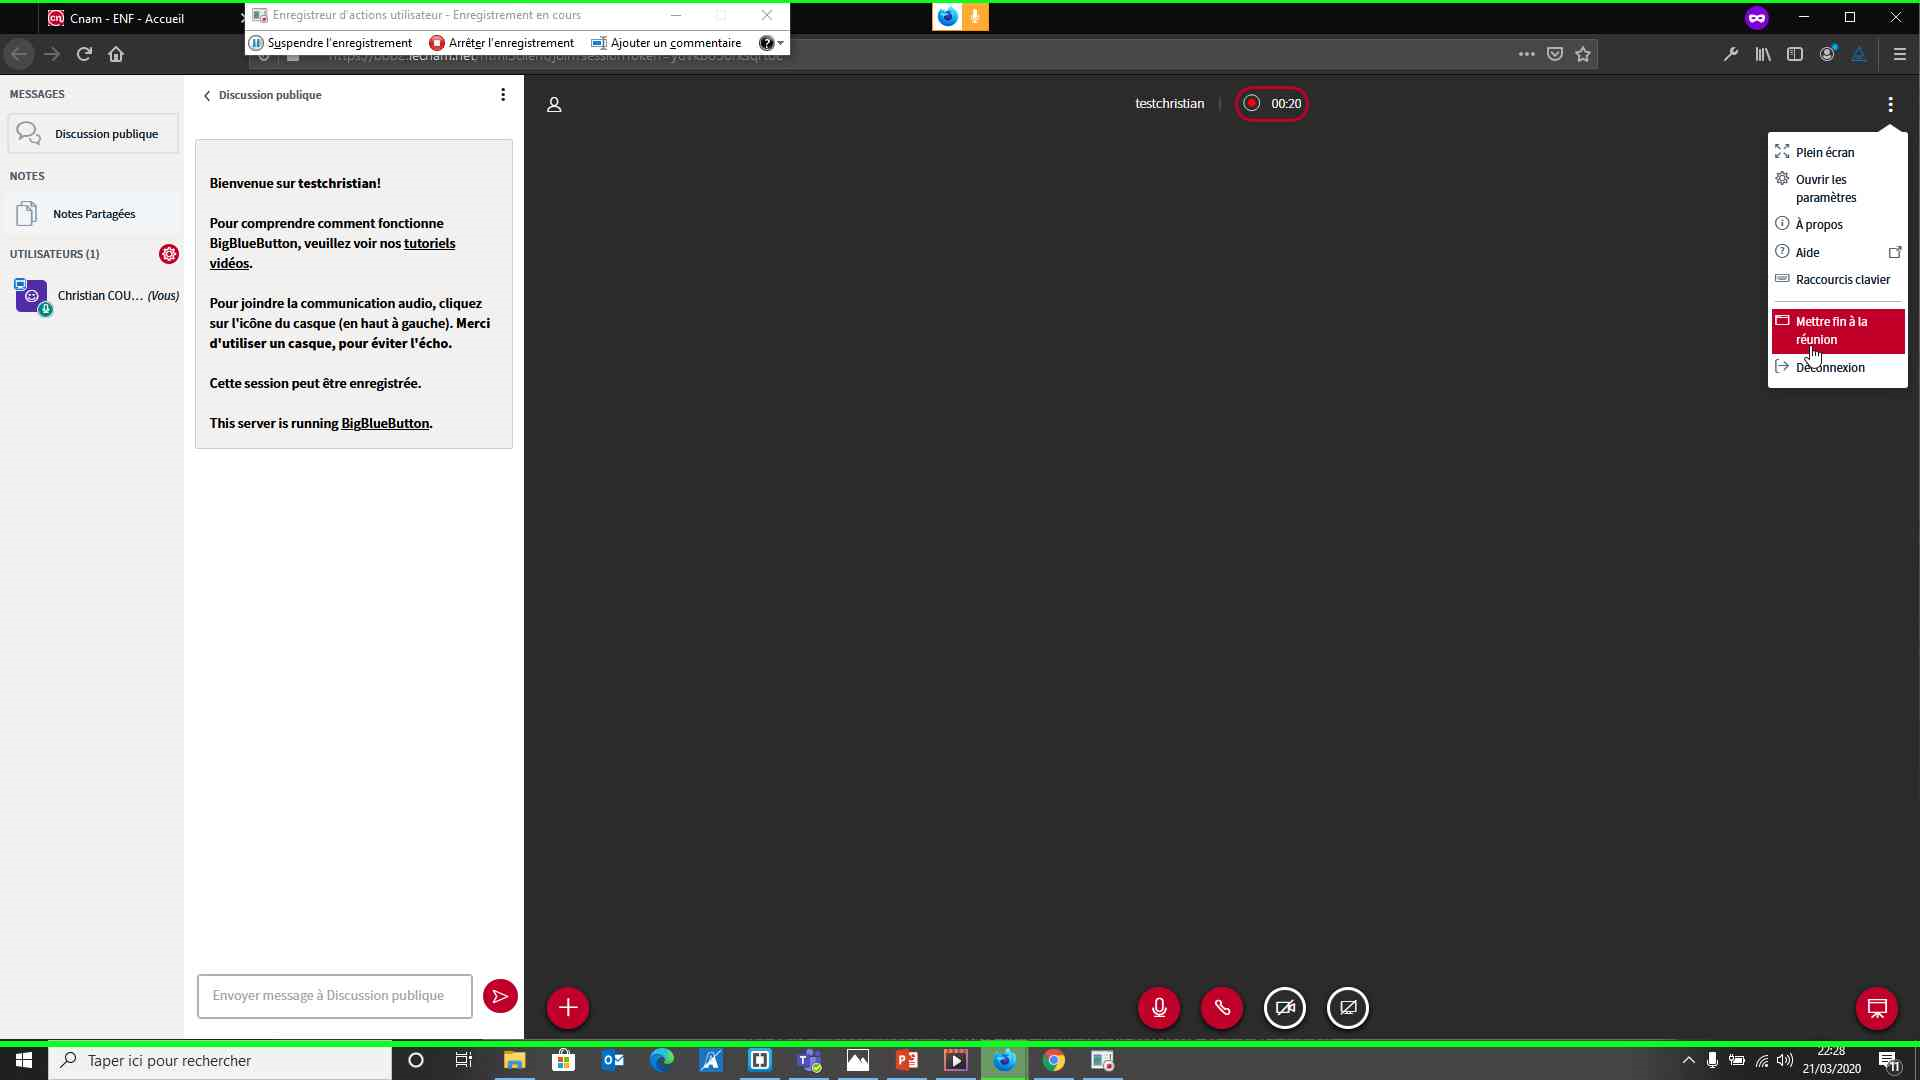 Cnam - ENF - Accueil
Enregistreur d'actions utilisateur - Enregistrement en cours
Suspendre l'enregistrement
Arrêter l'enregistrement
Ajouter un commentaire
MESSAGES
Discussion publique
NOTES
Notes Partagées
UTILISATEURS (1)
Christian COU... (Vous)
Discussion publique
Bienvenue sur testchristian!
Pour comprendre comment fonctionne
BigBlueButton, veuillez voir nos tutoriels
vidéos.
Pour joindre la communication audio, cliquez
sur l'icône du casque (en haut à gauche). Merci
d'utiliser un casque, pour éviter l'écho.
Cette session peut être enregistrée.
This server is running BigBlueButton.
Envoyer message à Discussion publique
testchristian
00:20
Plein écran
Ouvrir les
paramètres
À propos
Aide
Raccourcis clavier
Mettre fin à la
réunion
Déconnexion
Taper ici pour rechercher
22:28
21/03/2020
11